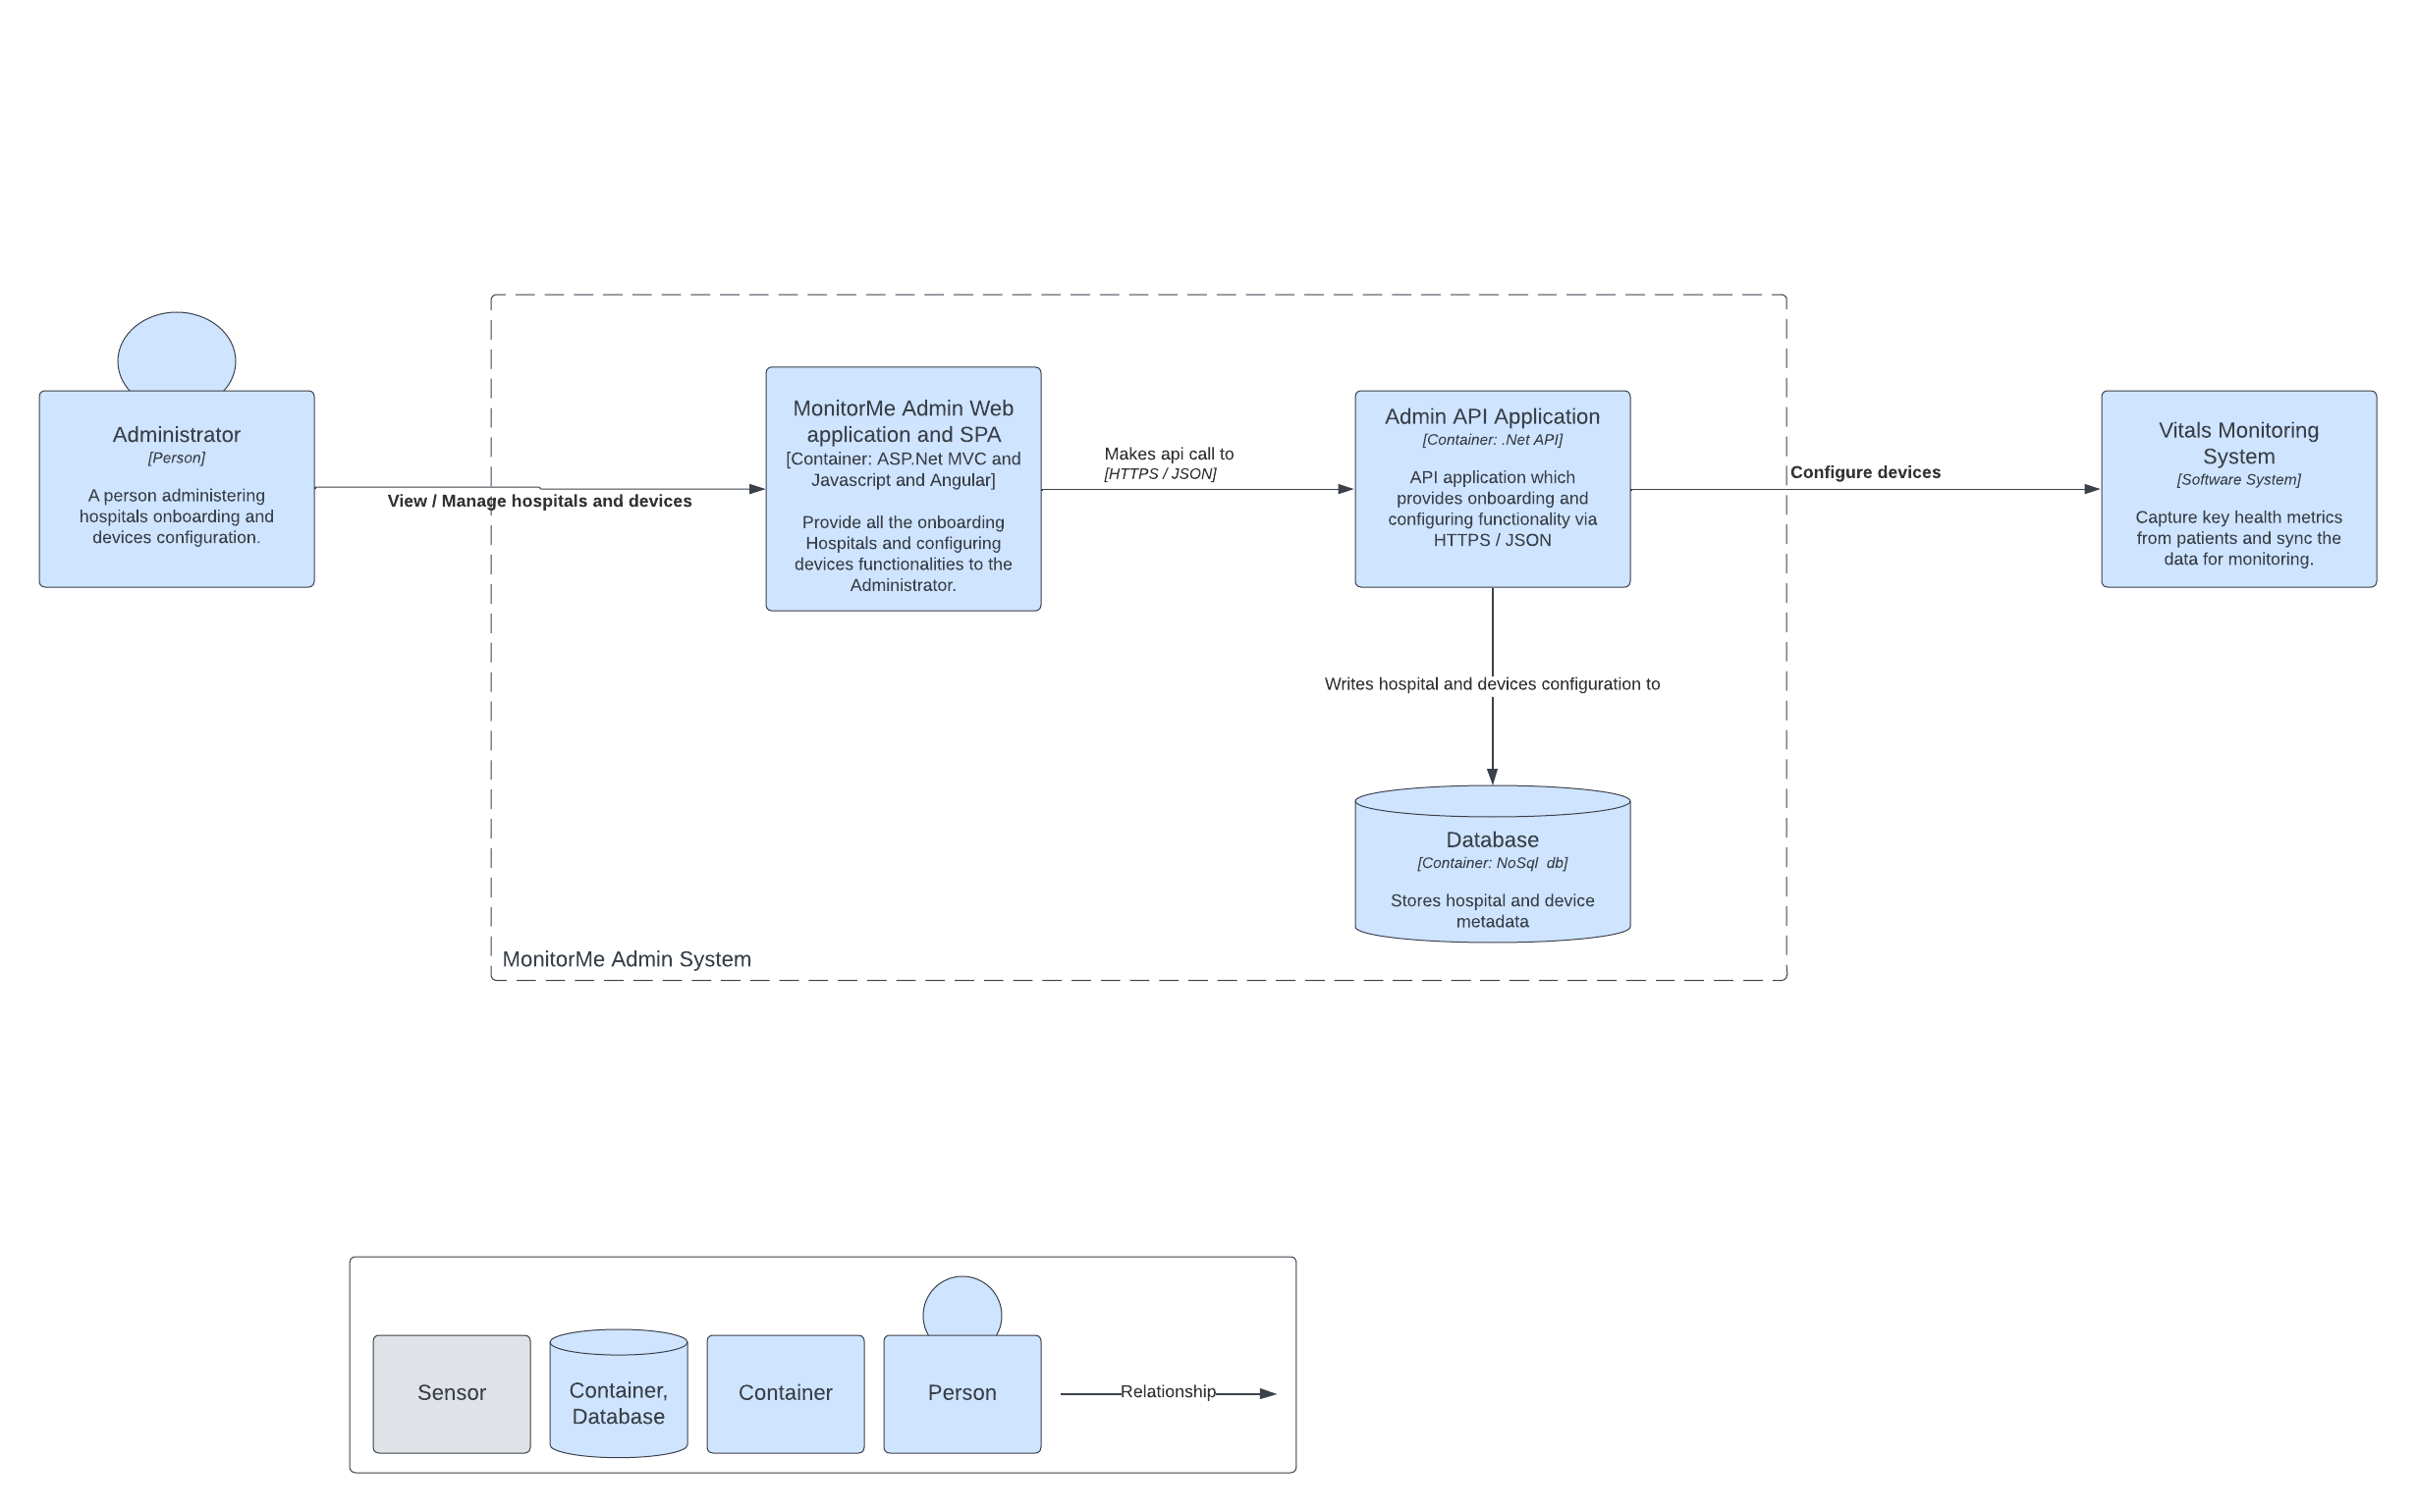 Administrator
[Person]
A person administering
hospitals onboarding and
devices configuration.
View / Manage hospitals and devices
MonitorMe Admin Web
application and SPA
[Container: ASP.Net MVC and
Javascript and Angular]
Provide all the onboarding
Hospitals and configuring
devices functionalities to the
Administrator.
Makes api call to
[HTTPS / JSON]
Admin API Application
[Container: .Net API]
API application which
provides onboarding and
configuring functionality via
HTTPS / JSON
Configure devices
Vitals Monitoring
System
[Software System]
Capture key health metrics
from patients and sync the
data for monitoring.
Writes hospital and devices configuration to
Database
[Container: NoSql  db]
Stores hospital and device
metadata
MonitorMe Admin System
Sensor
Container,
Database
Container
Person
Relationship